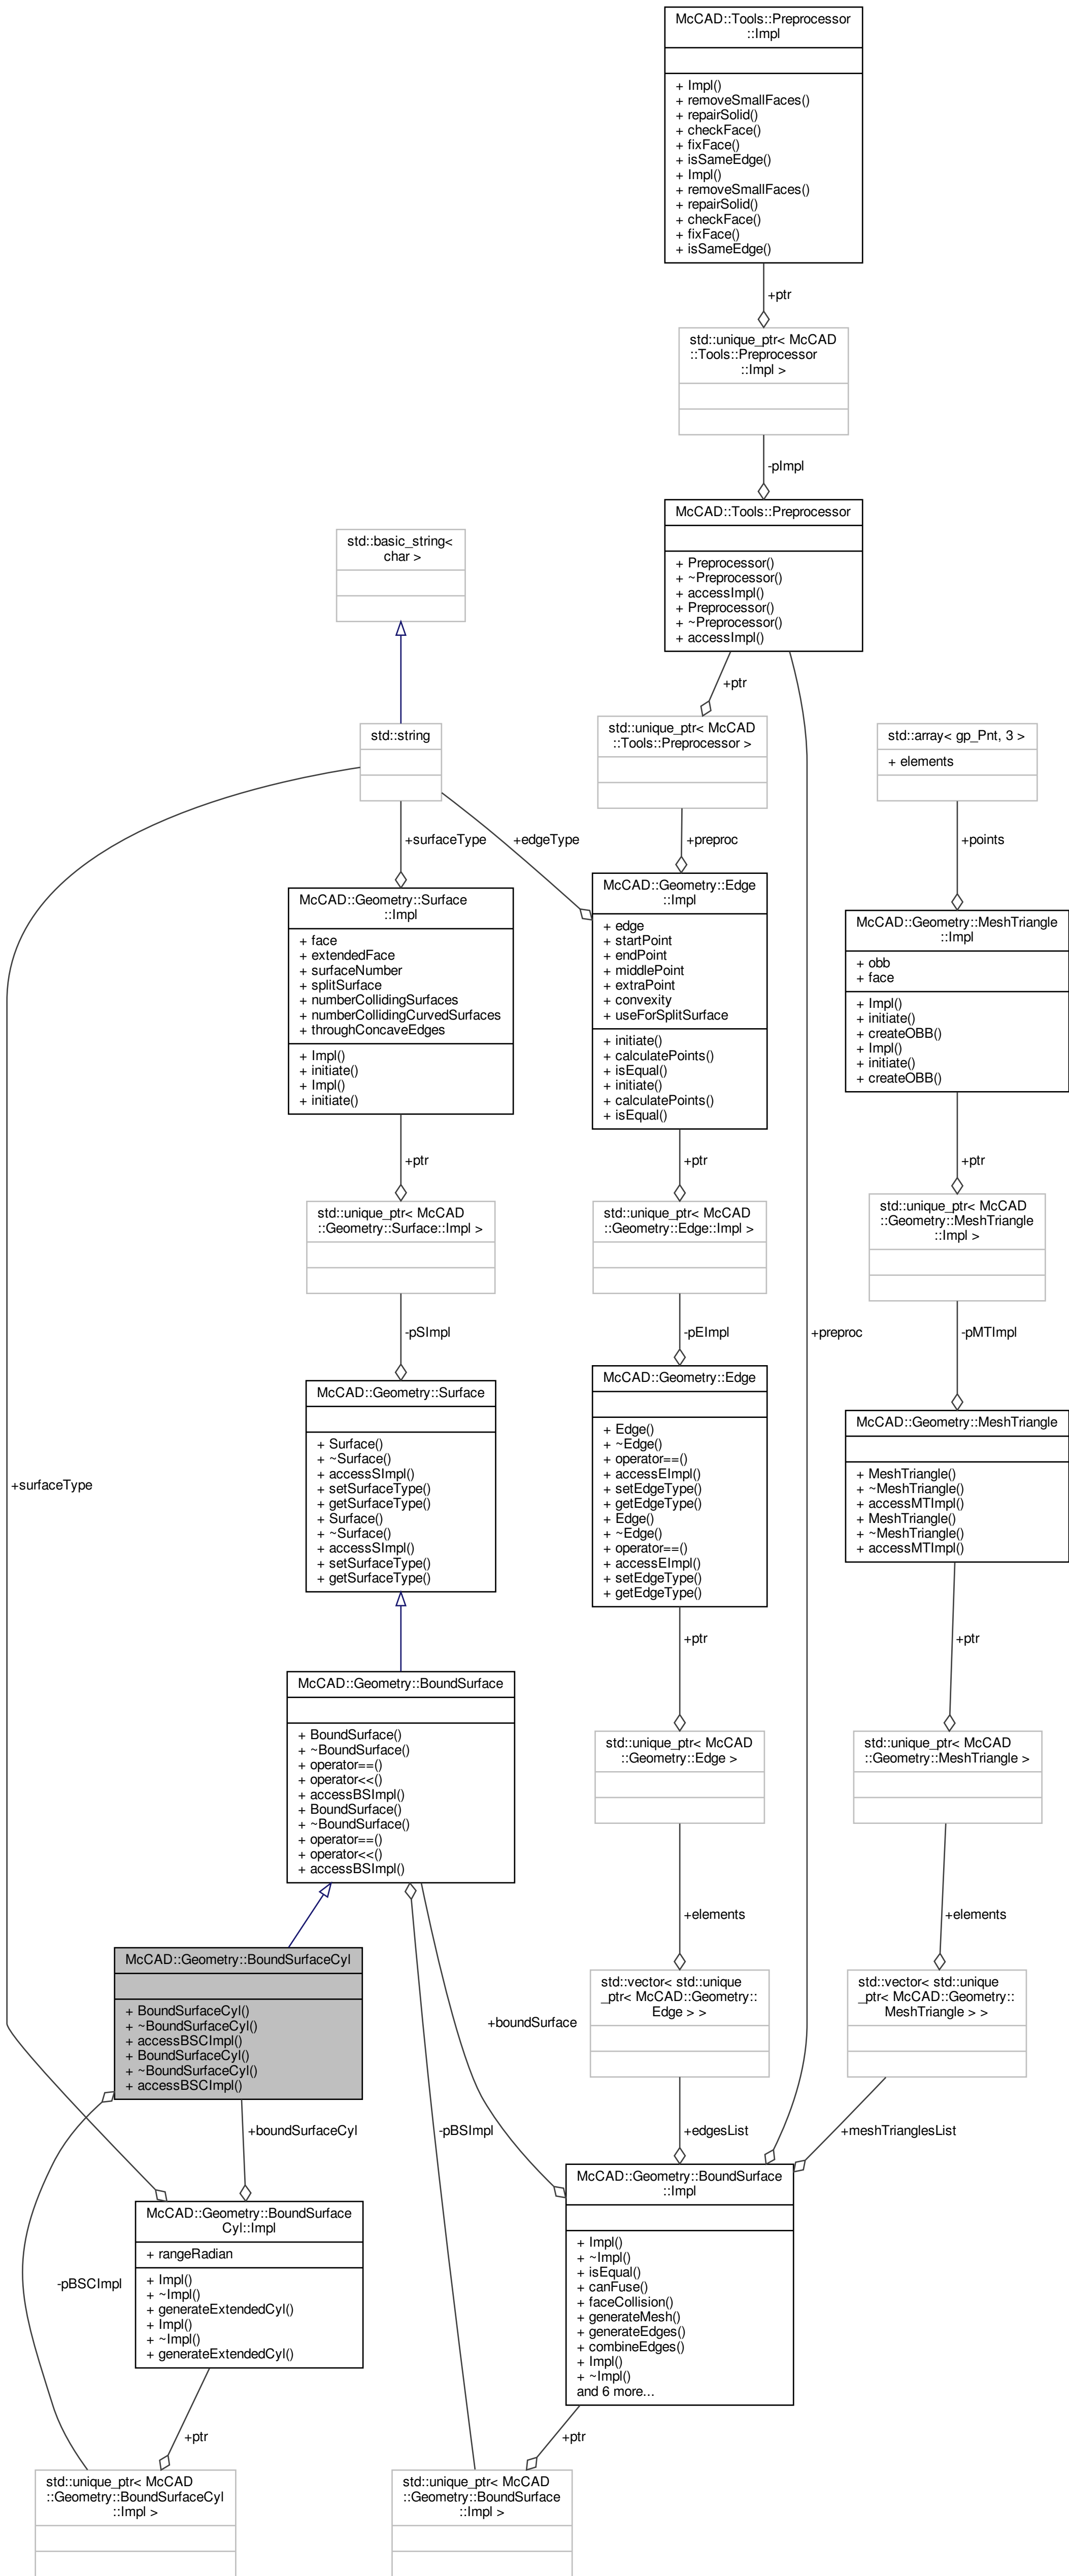 McCAD::Tools::Preprocessor
::Impl
+ Impl()
+ removeSmallFaces()
+ repairSolid()
+ checkFace()
+ fixFace()
+ isSameEdge()
+ Impl()
+ removeSmallFaces()
+ repairSolid()
+ checkFace()
+ fixFace()
+ isSameEdge()
+ptr
std::unique_ptr< McCAD
::Tools::Preprocessor
::Impl >
-pImpl
McCAD::Tools::Preprocessor
+ Preprocessor()
+ ~Preprocessor()
+ accessImpl()
+ Preprocessor()
+ ~Preprocessor()
+ accessImpl()
std::basic_string<
char >
+ptr
std::string
std::unique_ptr< McCAD
::Tools::Preprocessor >
std::array< gp_Pnt, 3 >
+ elements
+surfaceType
+edgeType
+preproc
+points
McCAD::Geometry::Surface
::Impl
+ face
+ extendedFace
+ surfaceNumber
+ splitSurface
+ numberCollidingSurfaces
+ numberCollidingCurvedSurfaces
+ throughConcaveEdges
+ Impl()
+ initiate()
+ Impl()
+ initiate()
McCAD::Geometry::Edge
::Impl
+ edge
+ startPoint
+ endPoint
+ middlePoint
+ extraPoint
+ convexity
+ useForSplitSurface
+ initiate()
+ calculatePoints()
+ isEqual()
+ initiate()
+ calculatePoints()
+ isEqual()
McCAD::Geometry::MeshTriangle
::Impl
+ obb
+ face
+ Impl()
+ initiate()
+ createOBB()
+ Impl()
+ initiate()
+ createOBB()
+ptr
+ptr
+ptr
std::unique_ptr< McCAD
::Geometry::Surface::Impl >
std::unique_ptr< McCAD
::Geometry::Edge::Impl >
std::unique_ptr< McCAD
::Geometry::MeshTriangle
::Impl >
-pSImpl
-pEImpl
+preproc
-pMTImpl
McCAD::Geometry::Surface
+ Surface()
+ ~Surface()
+ accessSImpl()
+ setSurfaceType()
+ getSurfaceType()
+ Surface()
+ ~Surface()
+ accessSImpl()
+ setSurfaceType()
+ getSurfaceType()
McCAD::Geometry::Edge
+ Edge()
+ ~Edge()
+ operator==()
+ accessEImpl()
+ setEdgeType()
+ getEdgeType()
+ Edge()
+ ~Edge()
+ operator==()
+ accessEImpl()
+ setEdgeType()
+ getEdgeType()
McCAD::Geometry::MeshTriangle
+ MeshTriangle()
+ ~MeshTriangle()
+ accessMTImpl()
+ MeshTriangle()
+ ~MeshTriangle()
+ accessMTImpl()
+surfaceType
+ptr
+ptr
McCAD::Geometry::BoundSurface
+ BoundSurface()
+ ~BoundSurface()
+ operator==()
+ operator<<()
+ accessBSImpl()
+ BoundSurface()
+ ~BoundSurface()
+ operator==()
+ operator<<()
+ accessBSImpl()
std::unique_ptr< McCAD
::Geometry::Edge >
std::unique_ptr< McCAD
::Geometry::MeshTriangle >
+elements
+elements
McCAD::Geometry::BoundSurfaceCyl
+ BoundSurfaceCyl()
+ ~BoundSurfaceCyl()
+ accessBSCImpl()
+ BoundSurfaceCyl()
+ ~BoundSurfaceCyl()
+ accessBSCImpl()
+boundSurface
std::vector< std::unique
_ptr< McCAD::Geometry::
Edge > >
std::vector< std::unique
_ptr< McCAD::Geometry::
MeshTriangle > >
+boundSurfaceCyl
-pBSImpl
+edgesList
+meshTrianglesList
McCAD::Geometry::BoundSurface
Cyl::Impl
+ rangeRadian
+ Impl()
+ ~Impl()
+ generateExtendedCyl()
+ Impl()
+ ~Impl()
+ generateExtendedCyl()
-pBSCImpl
McCAD::Geometry::BoundSurface
::Impl
+ Impl()
+ ~Impl()
+ isEqual()
+ canFuse()
+ faceCollision()
+ generateMesh()
+ generateEdges()
+ combineEdges()
+ Impl()
+ ~Impl()
and 6 more...
+ptr
+ptr
std::unique_ptr< McCAD
::Geometry::BoundSurfaceCyl
::Impl >
std::unique_ptr< McCAD
::Geometry::BoundSurface
::Impl >